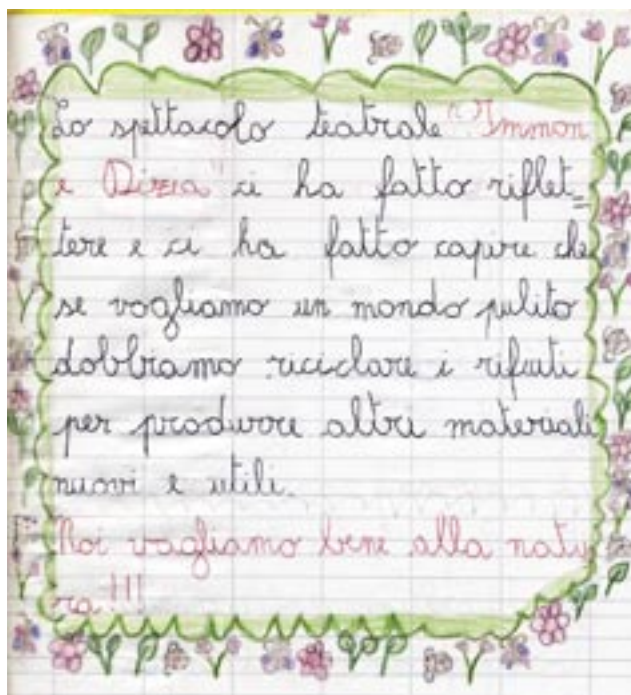 Lo spettacolo teatrale "Immon
e Dizia" ci ha fatto riflet=
tere e ci ha fatto capire che
se vogliamo un mondo pulito
dobbiamo riciclare i rifiuti
per produrre altri materiali
nuovi e utili.
Noi vogliamo bene alla natu
ra!!!